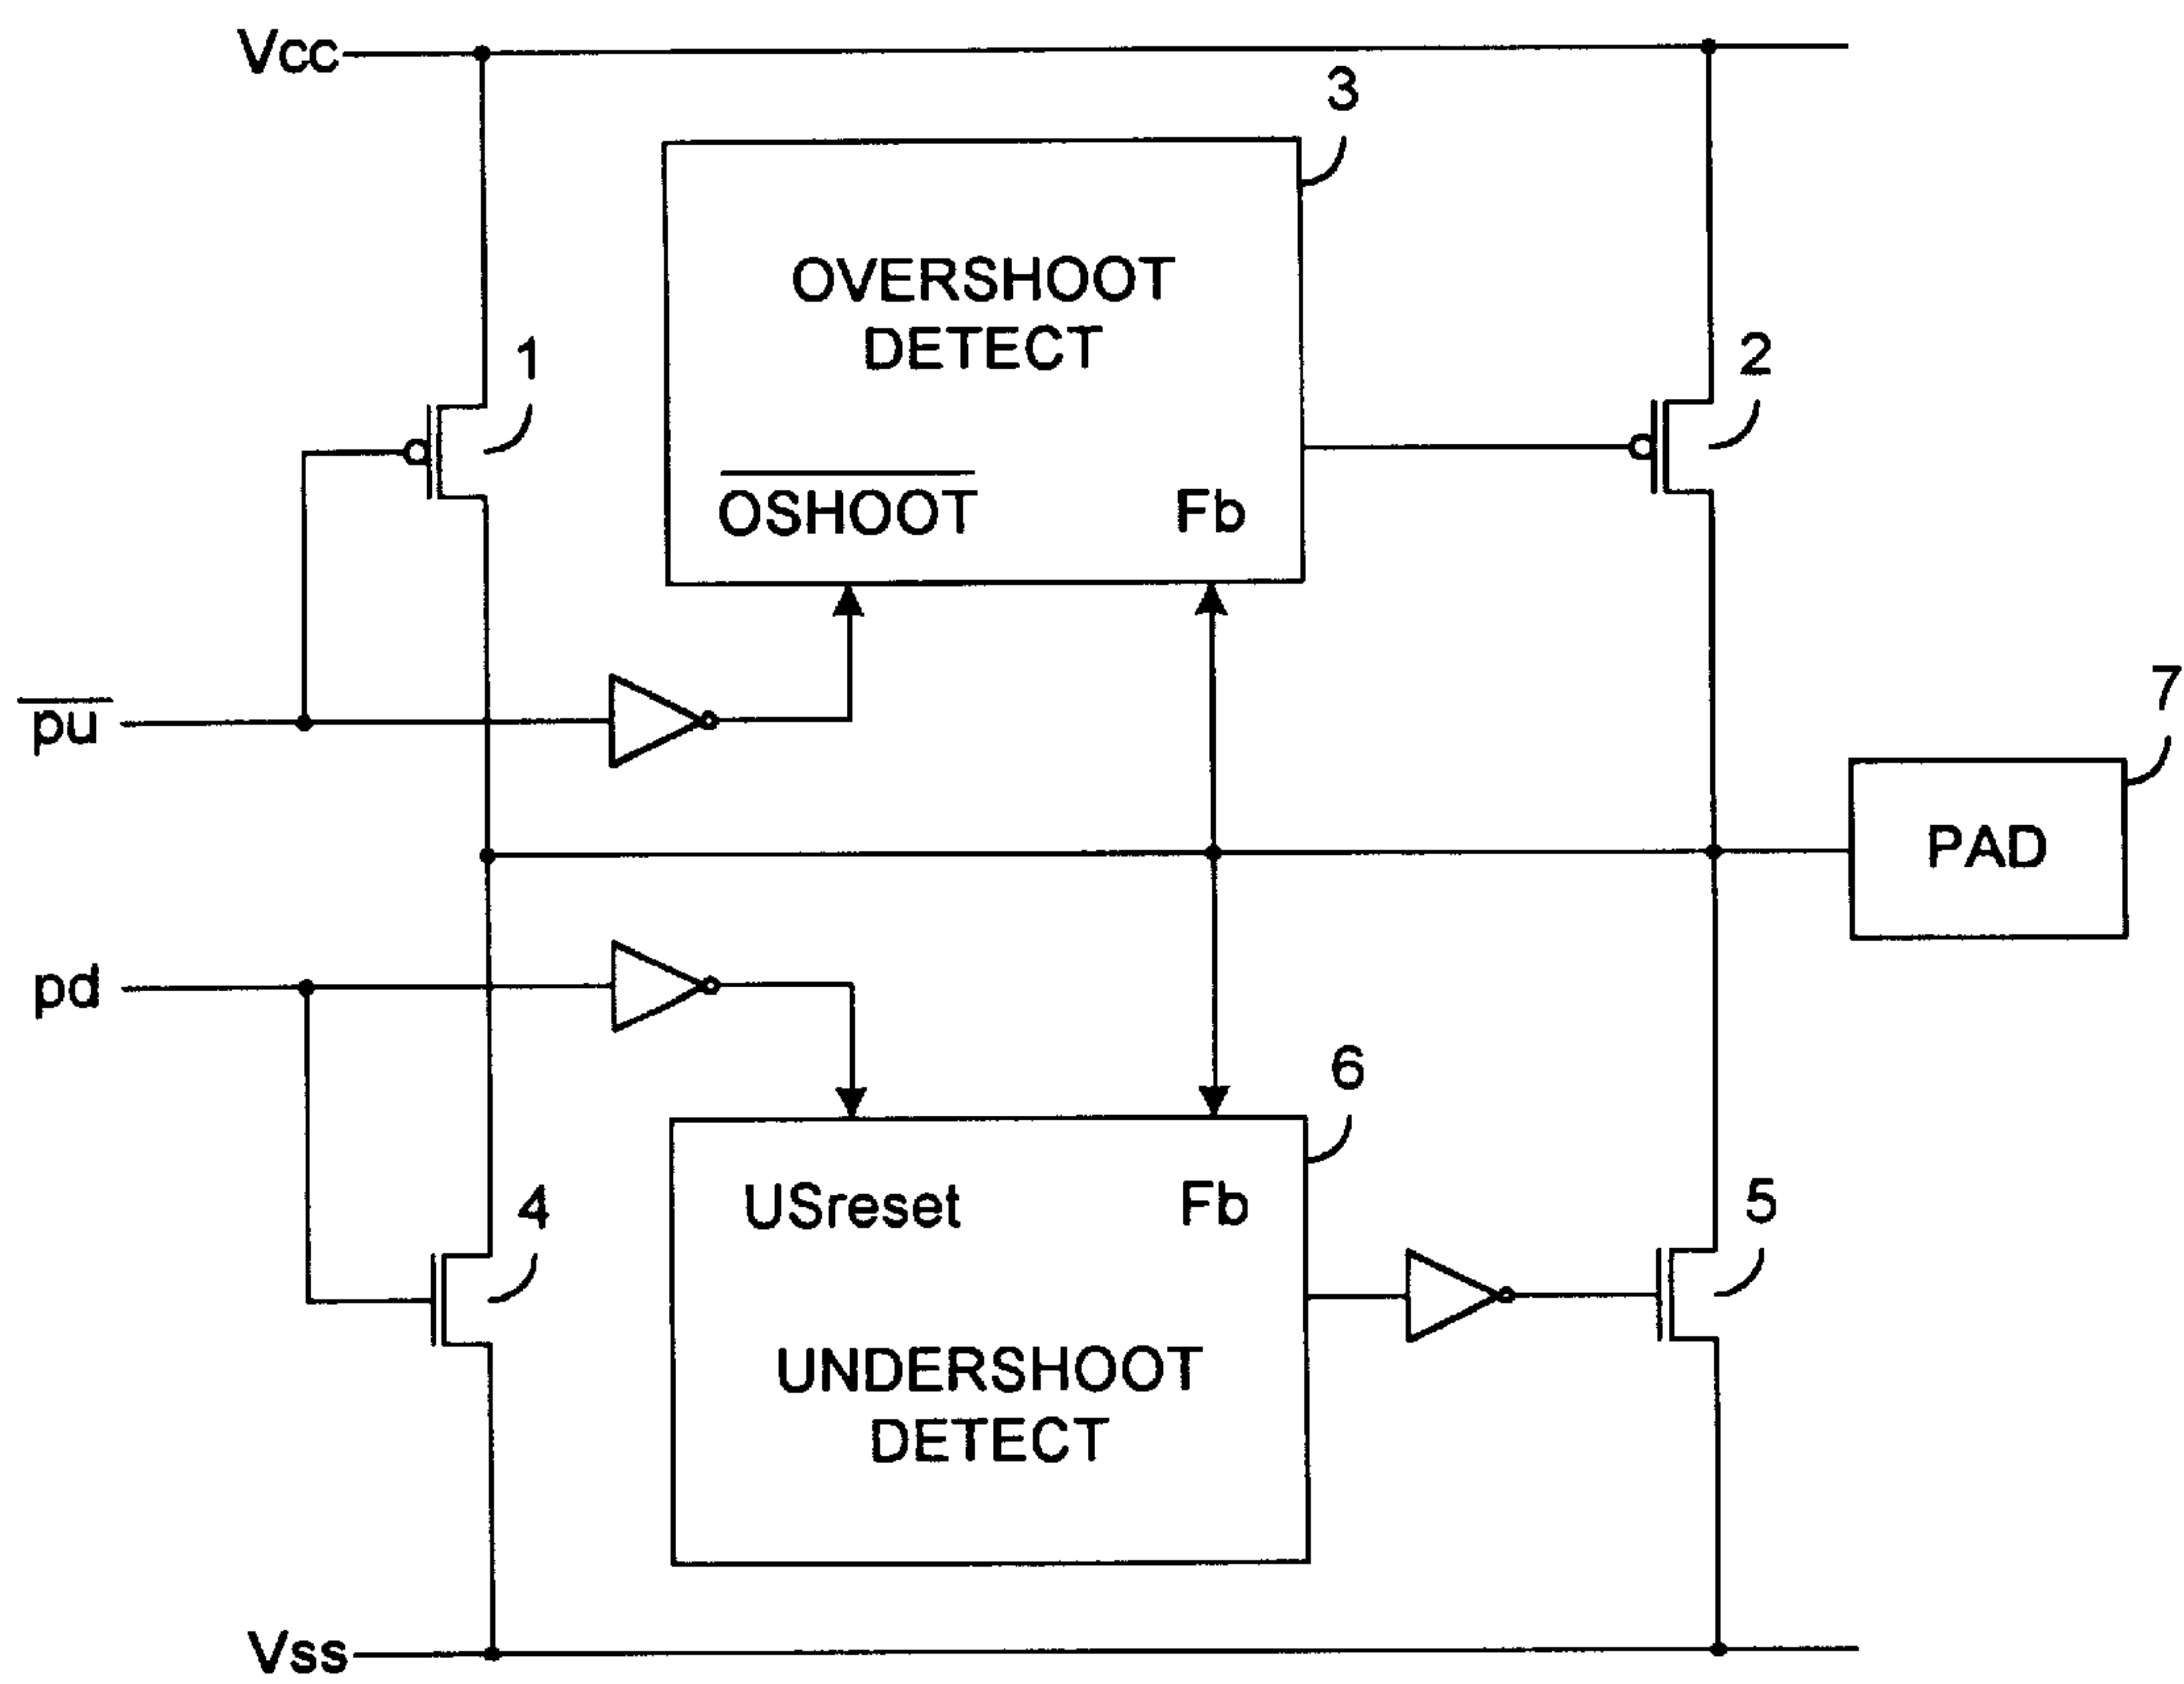 Vcc
3
OVERSHOOT
DETECT
1
2
OSHOOT Fb
pu
7
PAD
pd
6
USreset Fb
4
5
UNDERSHOOT
DETECT
Vss